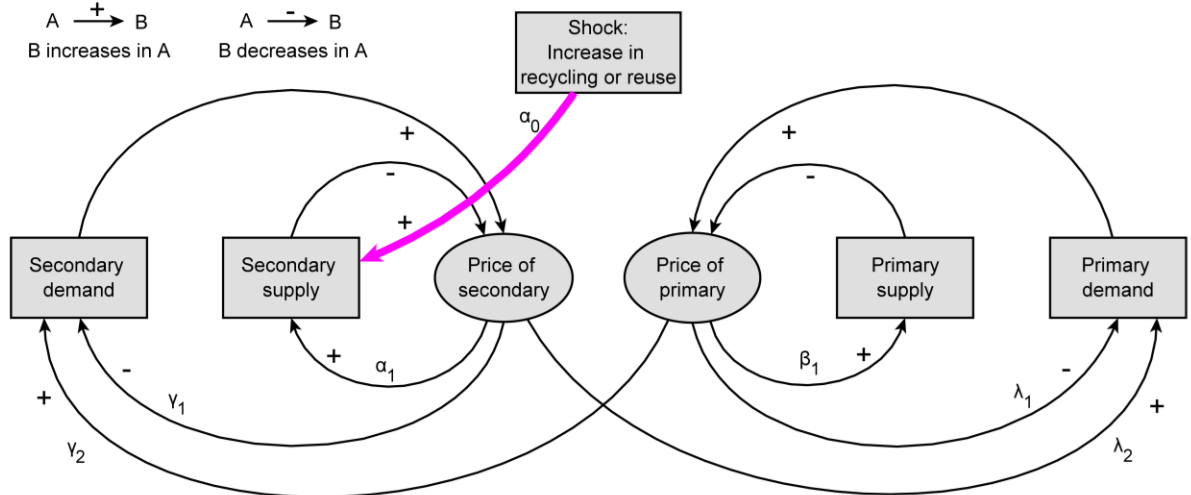 A + B
B increases in A
A - B
B decreases in A
Shock:
Increase in
recycling or reuse
α0
+
-
+
+
-
Secondary
demand
Secondary
supply
+
Price of
secondary
Price of
primary
Primary
supply
Primary
demand
+
α1
β1
+
-
γ1
+
γ2
-
λ1
+
λ2